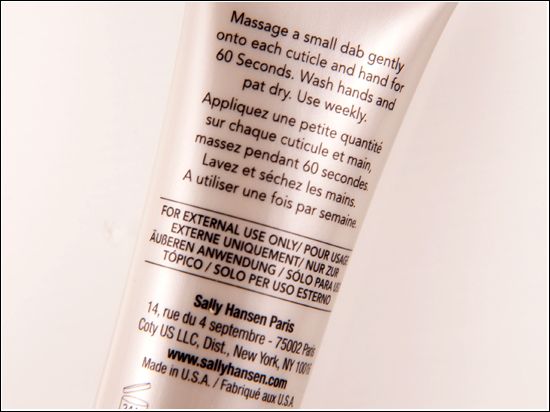 Massage a small dab gently
onto each cuticle and hand for
60 Seconds. Wash hands and
pat dry. Use weekly.
Appliquez une petite quantité
sur chaque cuticule et main,
massez pendant 60 secondes.
Lavez et séchez les mains.
A utiliser une fois par semaine.
FOR EXTERNAL USE ONLY/ POUR USAGE
EXTERNE UNIQUEMENT/ NUR ZUR
ÄUßEREN ANWENDUNG / SÓLO PARA
TÓPICO / SOLO PER USO ESTERNO
Sally Hansen Paris
14, rue du 4 septembre - 75002 Paris
Coty US LLC, Dist., New York, NY
www.sallyhansen.com
Made in U.S.A. / Fabriqué aux U.S.A.